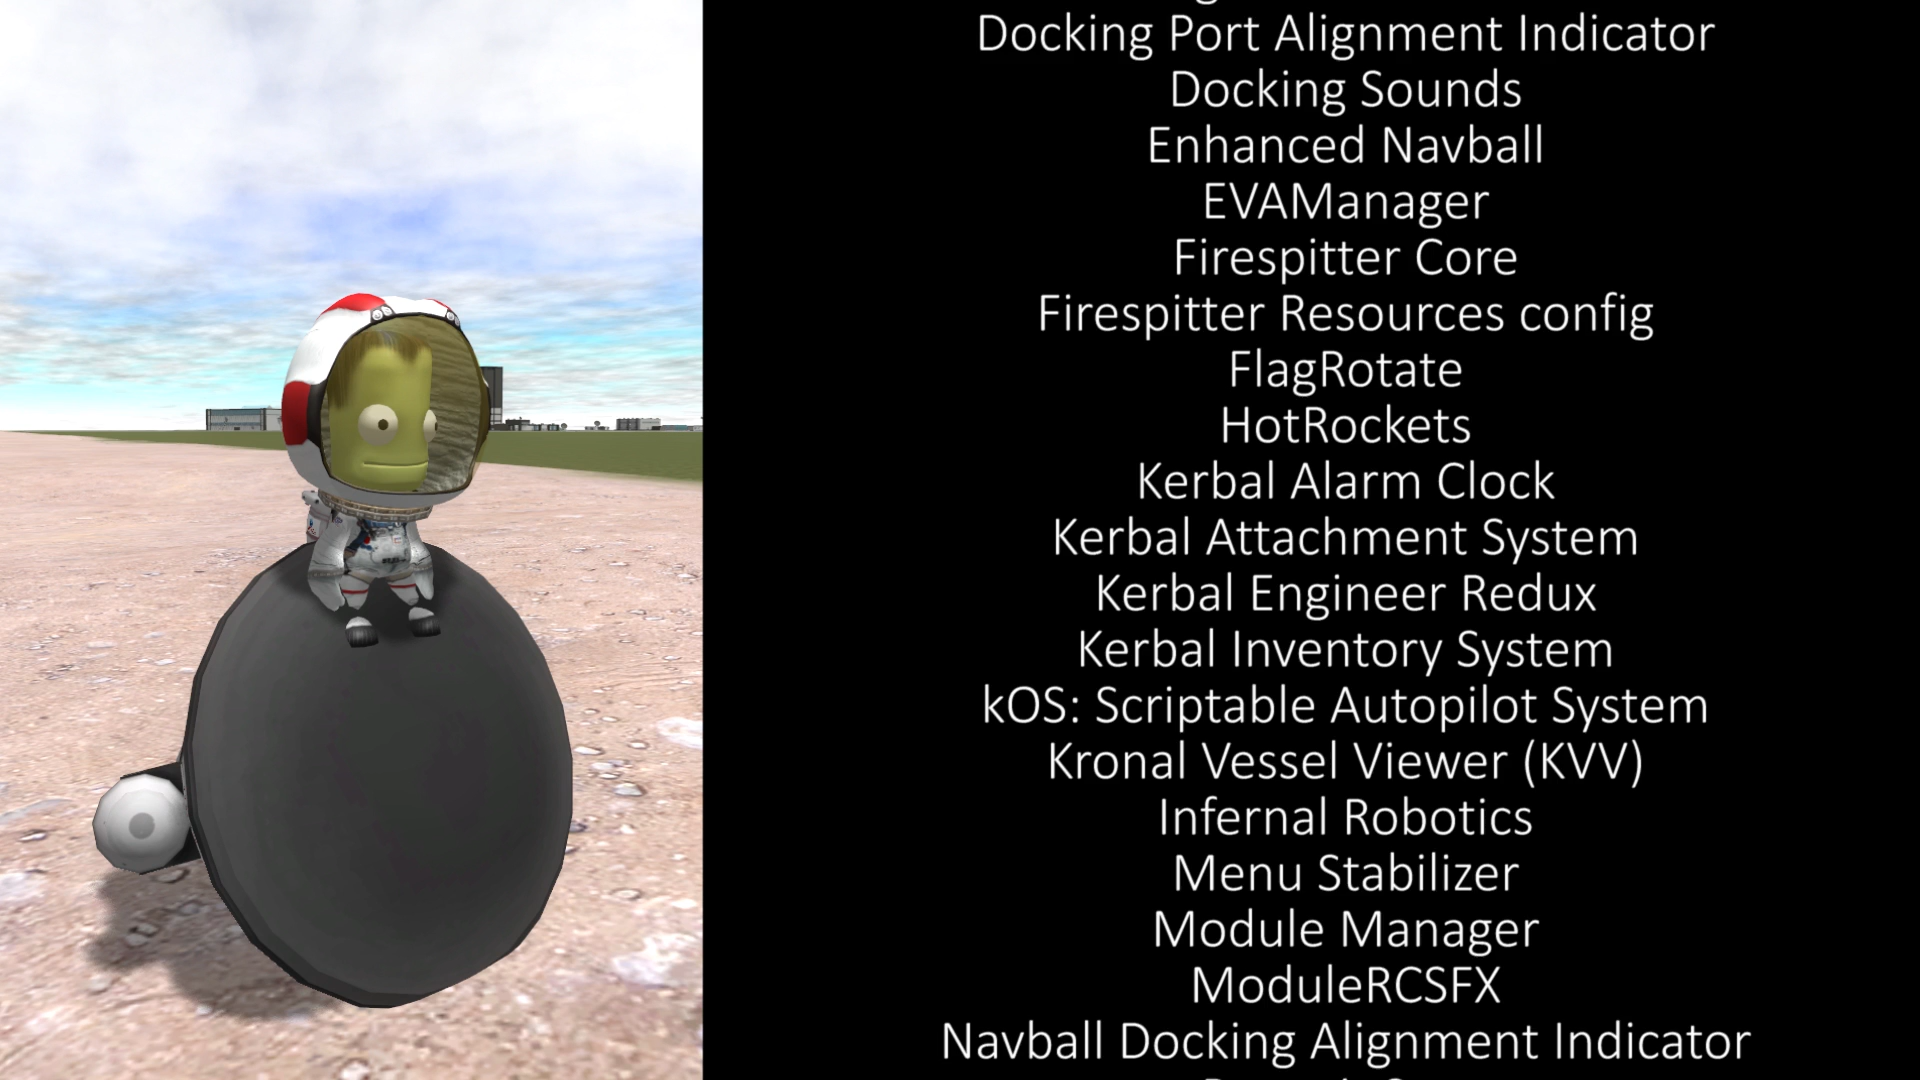 Docking Port Alignment Indicator
Docking Sounds
Enhanced Navball
EVAManager
Firespitter Core
Firespitter Resources config
FlagRotate
HotRockets
Kerbal Alarm Clock
Kerbal Attachment System
Kerbal Engineer Redux
Kerbal Inventory System
kOS: Scriptable Autopilot System
Kronal Vessel Viewer (KVV)
Infernal Robotics
Menu Stabilizer
Module Manager
ModuleRCSFX
Navball Docking Alignment Indicator